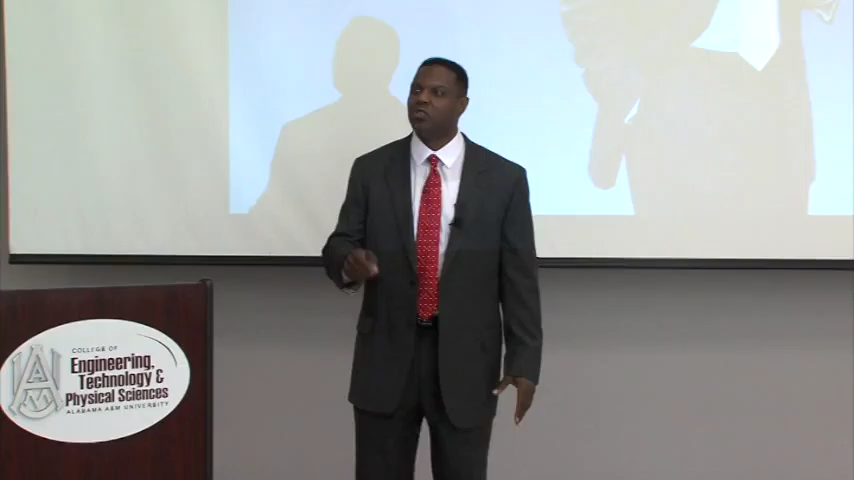 COLLEGE OF
Engineering,
Technology &
Physical Sciences
ALABAMA A&M UNIVERSITY